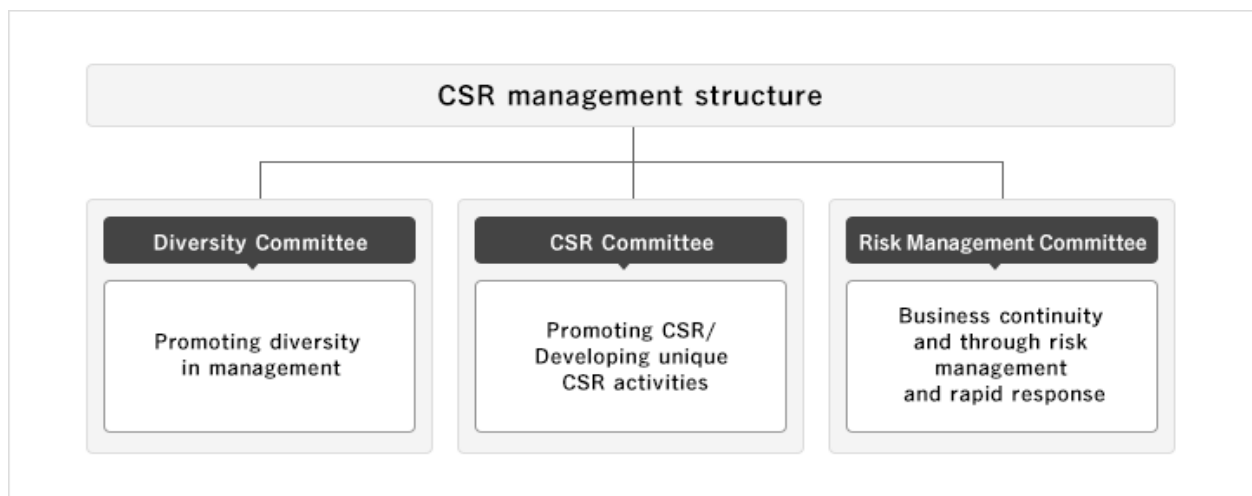 CSR management structure
Diversity Committee
Promoting diversity
in management
CSR Committee
Promoting CSR/
Developing unique
CSR activities
Risk Management Committee
Business continuity
and through risk
management
and rapid response